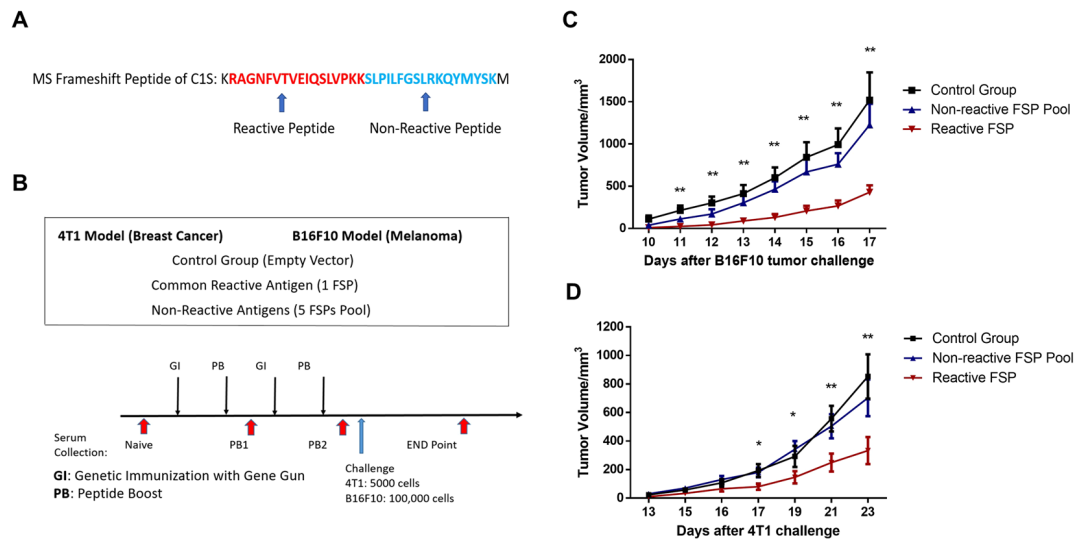 A
MS Frameshift Peptide of C1S: KRAGNFVTVEIQSLVPKKSLPILFGSLRKQYMYSKM
Reactive Peptide
Non-Reactive Peptide
B
4T1 Model (Breast Cancer)
B16F10 Model (Melanoma)
Control Group (Empty Vector)
Common Reactive Antigen (1 FSP)
Non-Reactive Antigens (5 FSPs Pool)
GI
PB
GI
PB
Serum
Collection:
Naive
PB1
PB2
END Point
GI: Genetic Immunization with Gene Gun
PB: Peptide Boost
Challenge
4T1: 5000 cells
B16F10: 100,000 cells
C
Tumor Volume/mm3
2000
1500
1000
500
0
10 11 12 13 14 15 16 17
Days after B16F10 tumor challenge
** ** ** ** ** ** **
Control Group
Non-reactive FSP Pool
Reactive FSP
D
Tumor Volume/mm3
1200
1000
800
600
400
200
0
13 15 16 17 19 21 23
Days after 4T1 challenge
* * ** **
Control Group
Non-reactive FSP Pool
Reactive FSP